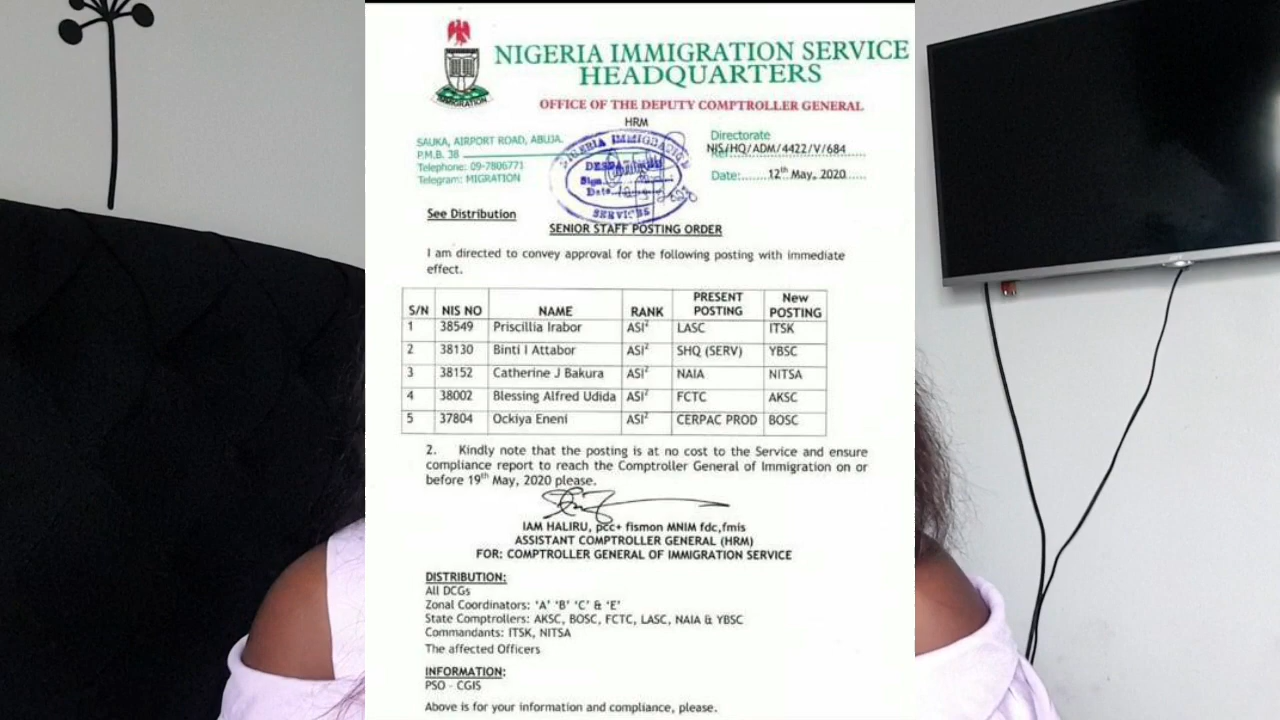 NIGERIA IMMIGRATION SERVICE
HEADQUARTERS
OFFICE OF THE DEPUTY COMPTROLLER GENERAL
HRM
IMMIGRATION
SAUKA, AIRPORT ROAD, ABUJA.
P.M.B. 38
Telephone: 09-7806771
Telegram: MIGRATION
NIGERIA IMMIGRATION
Sign.
Date
SERVICES
Directorate
NIS/HQ/ADM/4422/V/684
Date: 12th May, 2020
See Distribution
SENIOR STAFF POSTING ORDER
I am directed to convey approval for the following posting with immediate
effect.
S/N NIS NO NAME RANK PRESENT POSTING New POSTING
1 38549 Priscillia Irabor ASI2 LASC ITSK
2 38130 Binti I Attabor ASI2 SHQ (SERV) YBSC
3 38152 Catherine J Bakura ASI2 NAIA NITSA
4 38002 Blessing Alfred Udida ASI2 FCTC AKSC
5 37804 Ockiya Eneni ASI2 CERPAC PROD BOSC
2. Kindly note that the posting is at no cost to the Service and ensure
compliance report to reach the Comptroller General of Immigration on or
before 19th May, 2020 please.
IAM HALIRU, pcc+ fismon MNIM fdc,fmis
ASSISTANT COMPTROLLER GENERAL (HRM)
FOR: COMPTROLLER GENERAL OF IMMIGRATION SERVICE
DISTRIBUTION:
All DCGs
Zonal Coordinators: 'A' 'B' 'C' & 'E'
State Comptrollers: AKSC, BOSC, FCTC, LASC, NAIA & YBSC
Commandants: ITSK, NITSA
The affected Officers
INFORMATION:
PSO - CGIS
Above is for your information and compliance, please.